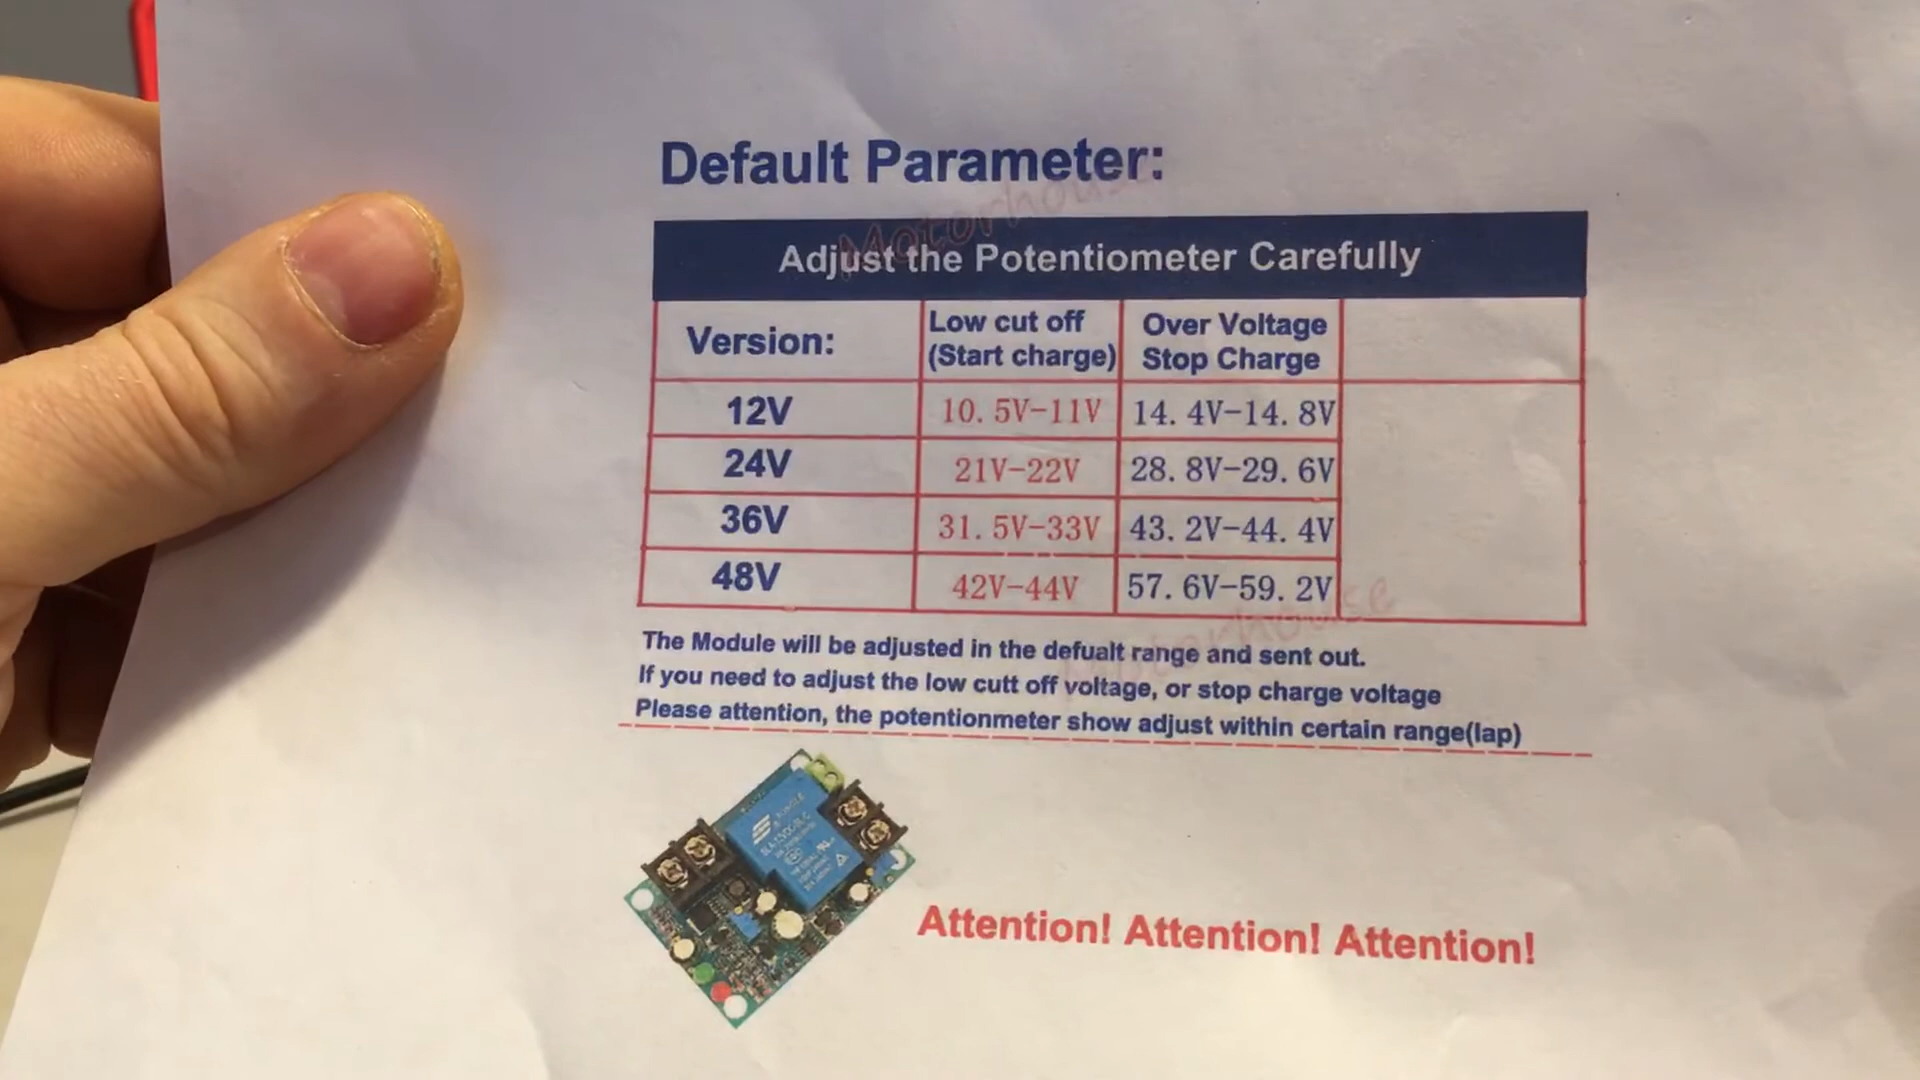 Default Parameter:
Motorhouse
Adjust the Potentiometer Carefully
Version:
Low cut off
(Start charge)
Over Voltage
Stop Charge
12V 10.5V-11V 14.4V-14.8V
24V 21V-22V 28.8V-29.6V
36V 31.5V-33V 43.2V-44.4V
48V 42V-44V 57.6V-59.2V
Motorhouse
The Module will be adjusted in the defualt range and sent out.
If you need to adjust the low cutt off voltage, or stop charge voltage
Please attention, the potentionmeter show adjust within certain range(lap)
Attention! Attention! Attention!